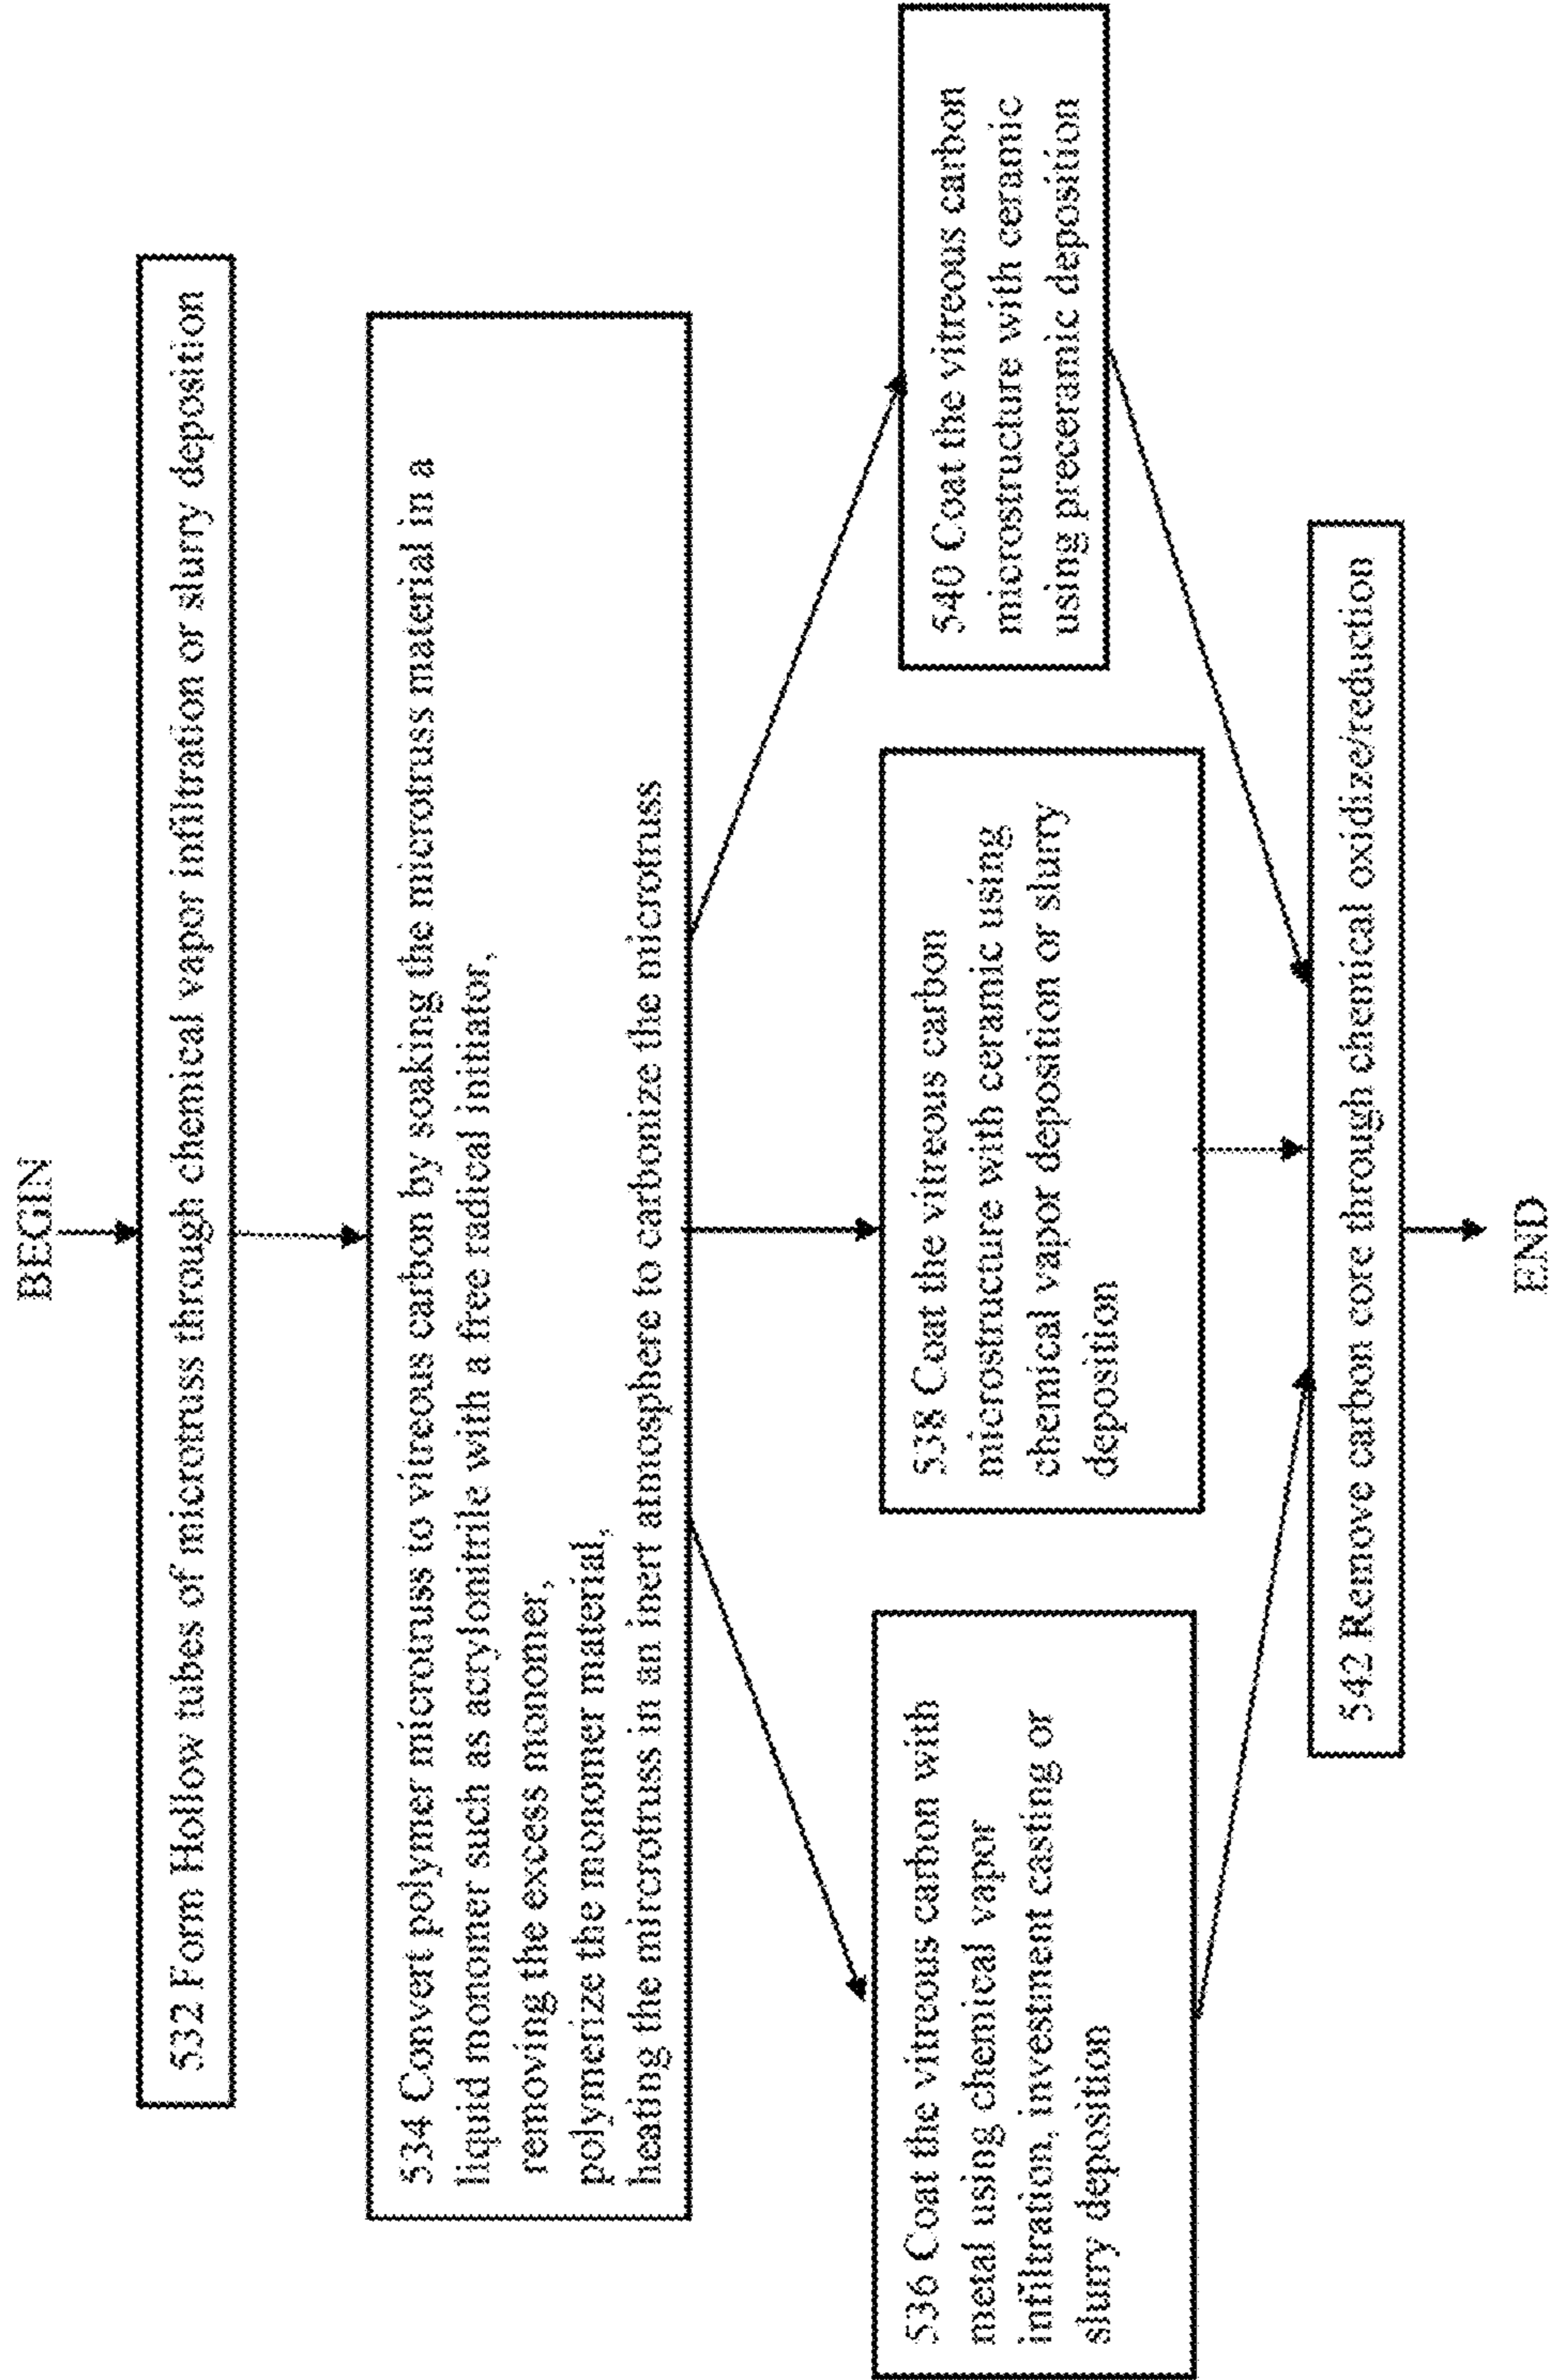 BEGIN
532 Form Hollow tubes of microtruss through chemical vapor infiltration or slurry deposition
534 Convert polymer microtruss to vitreous carbon by soaking the microtruss material in a
liquid monomer such as acrylonitrile with a free radical initiator,
removing the excess monomer,
polymerize the monomer material,
heating the mircrotruss in an inert atmosphere to carbonize the microtruss
536 Coat the vitreous carbon with
metal using chemical vapor
infiltration, investment casting or
slurry deposition
538 Coat the vitreous carbon
microstructure with ceramic using
chemical vapor deposition or slurry
deposition
540 Coat the vitreous carbon
microstructure with ceramic
using preceramic deposition
542 Remove carbon core through chemical oxidize/reduction
END